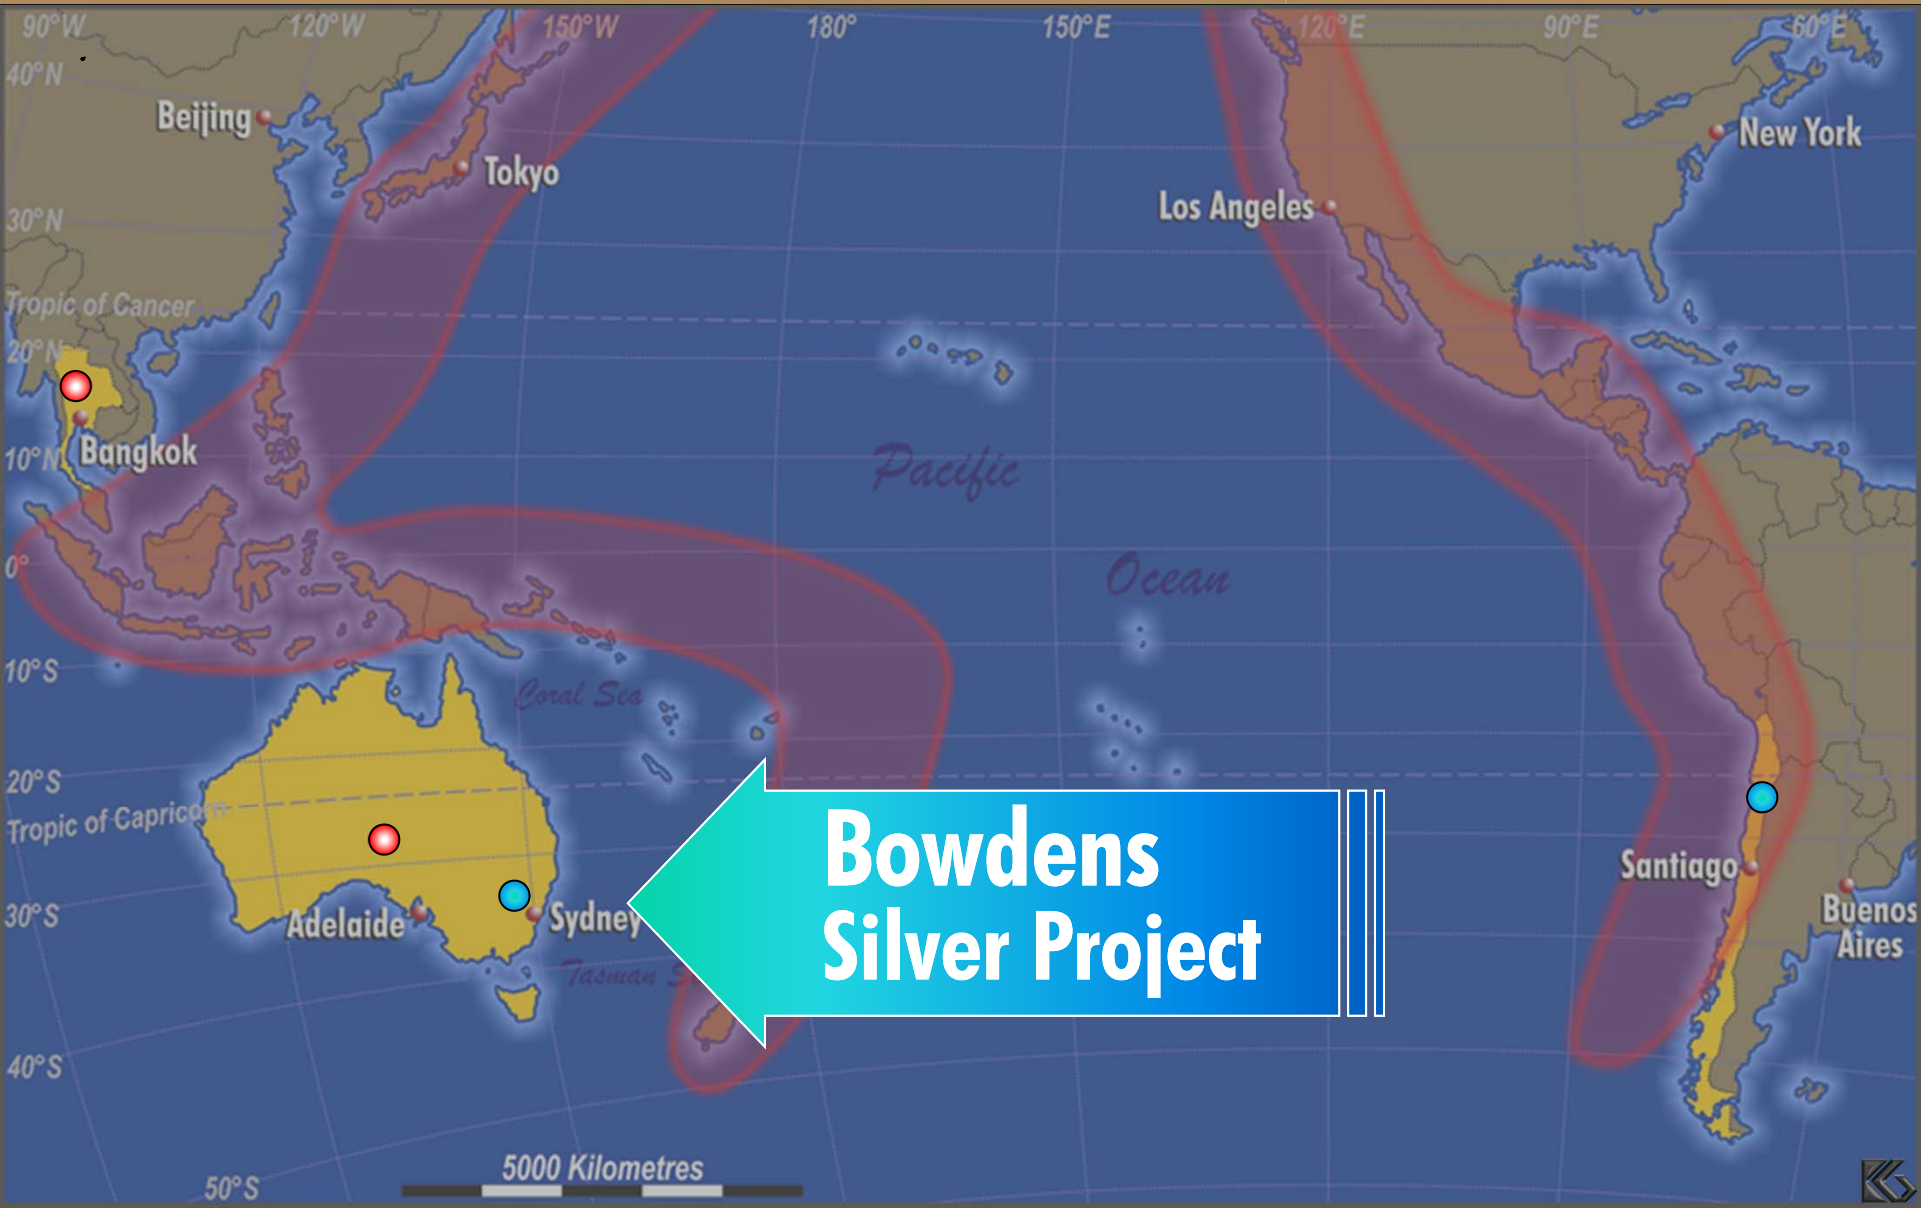 90°W
120°W
150°W
180°
150°E
120°E
90°E
60°E
40°N
Beijing
New York
Tokyo
Los Angeles
30°N
Tropic of Cancer
20°N
Bangkok
10°N
Pacific
Ocean
0°
10°S
Coral Sea
20°S
Tropic of Capricorn
Bowdens
Silver Project
Santiago
30°S
Adelaide
Sydney
Buenos
Aires
Tasman S
40°S
5000 Kilometres
50°S